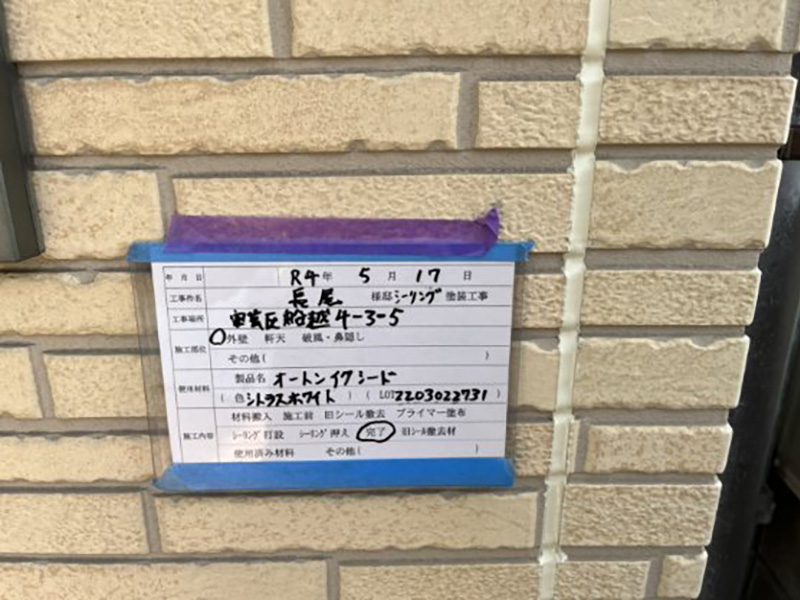 年 月 日 R4年 5月 17日
工事件名 長尾 様邸シーリング塗装工事
工事場所 越4-3-5
施工部位 外壁 軒天 破風・鼻隠し
その他( )
使用材料 製品名 オートンイクシード
( 色 シトラスホワイト ) ( LOT 2203022731 )
施工内容 材料搬入 施工前 旧シール撤去 プライマー塗布
シーリング打設 シーリング押え 完了 旧シール撤去材
使用済み材料 その他( )